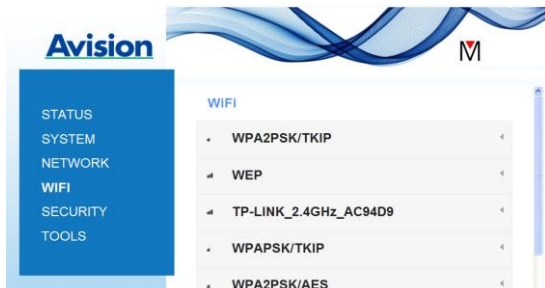 Avision
M
STATUS
SYSTEM
NETWORK
WIFI
SECURITY
TOOLS
WiFi
WPA2PSK/TKIP
WEP
TP-LINK_2.4GHz_AC94D9
WPAPSK/TKIP
WPA2PSK/AES